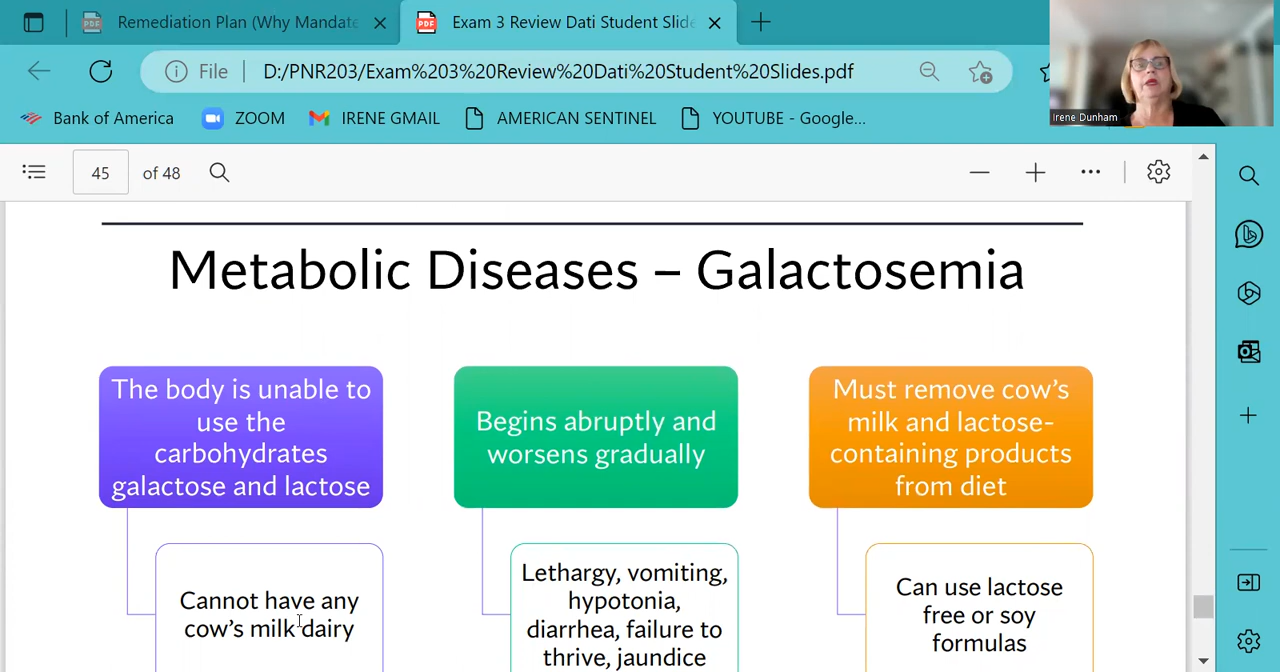 Remediation Plan (Why Mandate
Exam 3 Review Dati Student Slide
File
D:/PNR203/Exam%203%20Review%20Dati%20Student%20Slides.pdf
Bank of America
ZOOM
IRENE GMAIL
AMERICAN SENTINEL
YOUTUBE - Google...
Irene Dunham
45 of 48
Metabolic Diseases – Galactosemia
The body is unable to
use the
carbohydrates
galactose and lactose
Cannot have any
cow's milk dairy
Begins abruptly and
worsens gradually
Lethargy, vomiting,
hypotonia,
diarrhea, failure to
thrive, jaundice
Must remove cow's
milk and lactose-
containing products
from diet
Can use lactose
free or soy
formulas